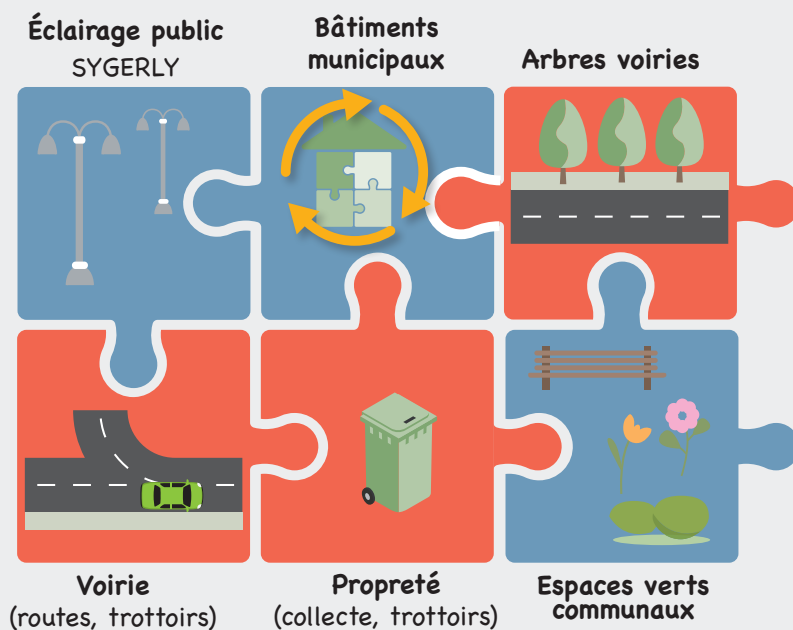 Éclairage public
SYGERLY
Bâtiments
municipaux
Arbres voiries
Voirie
(routes, trottoirs)
Propreté
(collecte, trottoirs)
Espaces verts
communaux